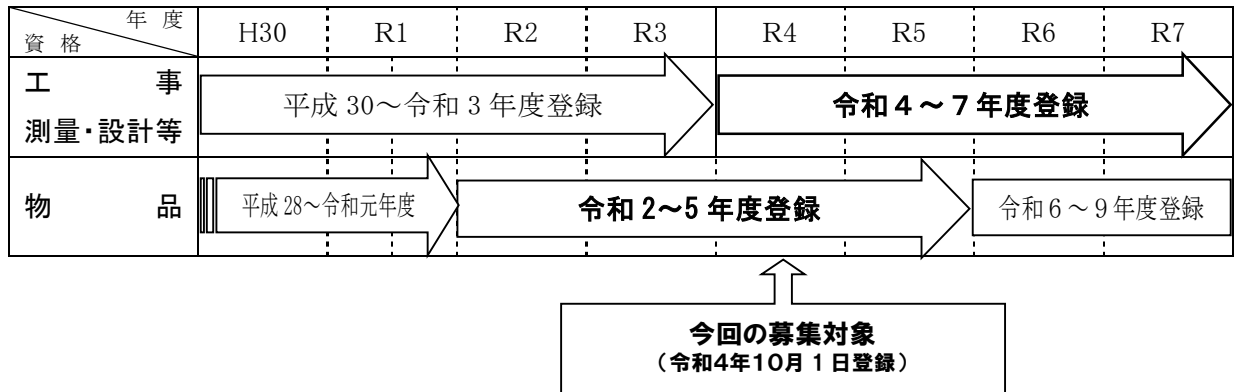 年 度
資 格
H30 R1 R2 R3 R4 R5 R6 R7
工 事
測量・設計等
平成 30～令和 3 年度登録
令和 4 ～ 7 年度登録
物 品
平成 28～令和元年度
令和 2～5 年度登録
令和 6 ～ 9 年度登録
今回の募集対象
（令和4年10月 1 日登録）